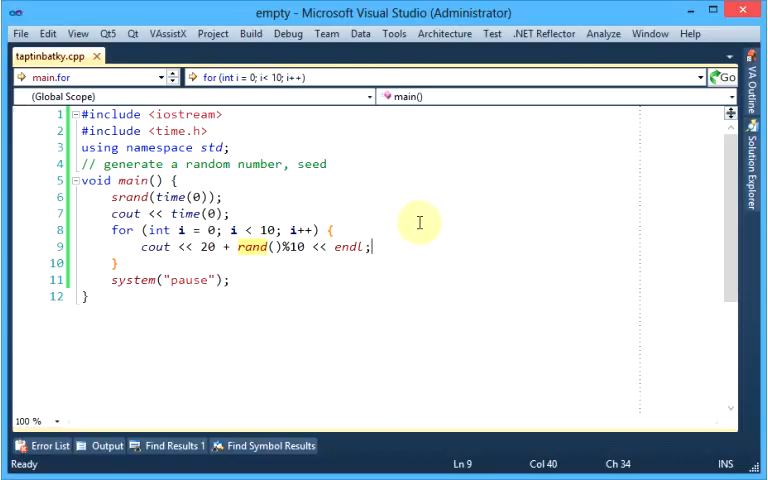 empty - Microsoft Visual Studio (Administrator)
File Edit View Qt5 Qt VAssistX Project Build Debug Team Data Tools Architecture Test .NET Reflector Analyze Window Help
taptinbatky.cpp
main.for for (int i = 0; i< 10; i++) Go
(Global Scope) main()
1 #include <iostream>
2 #include <time.h>
3 using namespace std;
4 // generate a random number, seed
5 void main() {
6 srand(time(0));
7 cout << time(0);
8 for (int i = 0; i < 10; i++) {
9 cout << 20 + rand()%10 << endl;
10 }
11 system("pause");
12 }
VA Outline
Solution Explorer
100 %
Error List Output Find Results 1 Find Symbol Results
Ready Ln 9 Col 40 Ch 34 INS